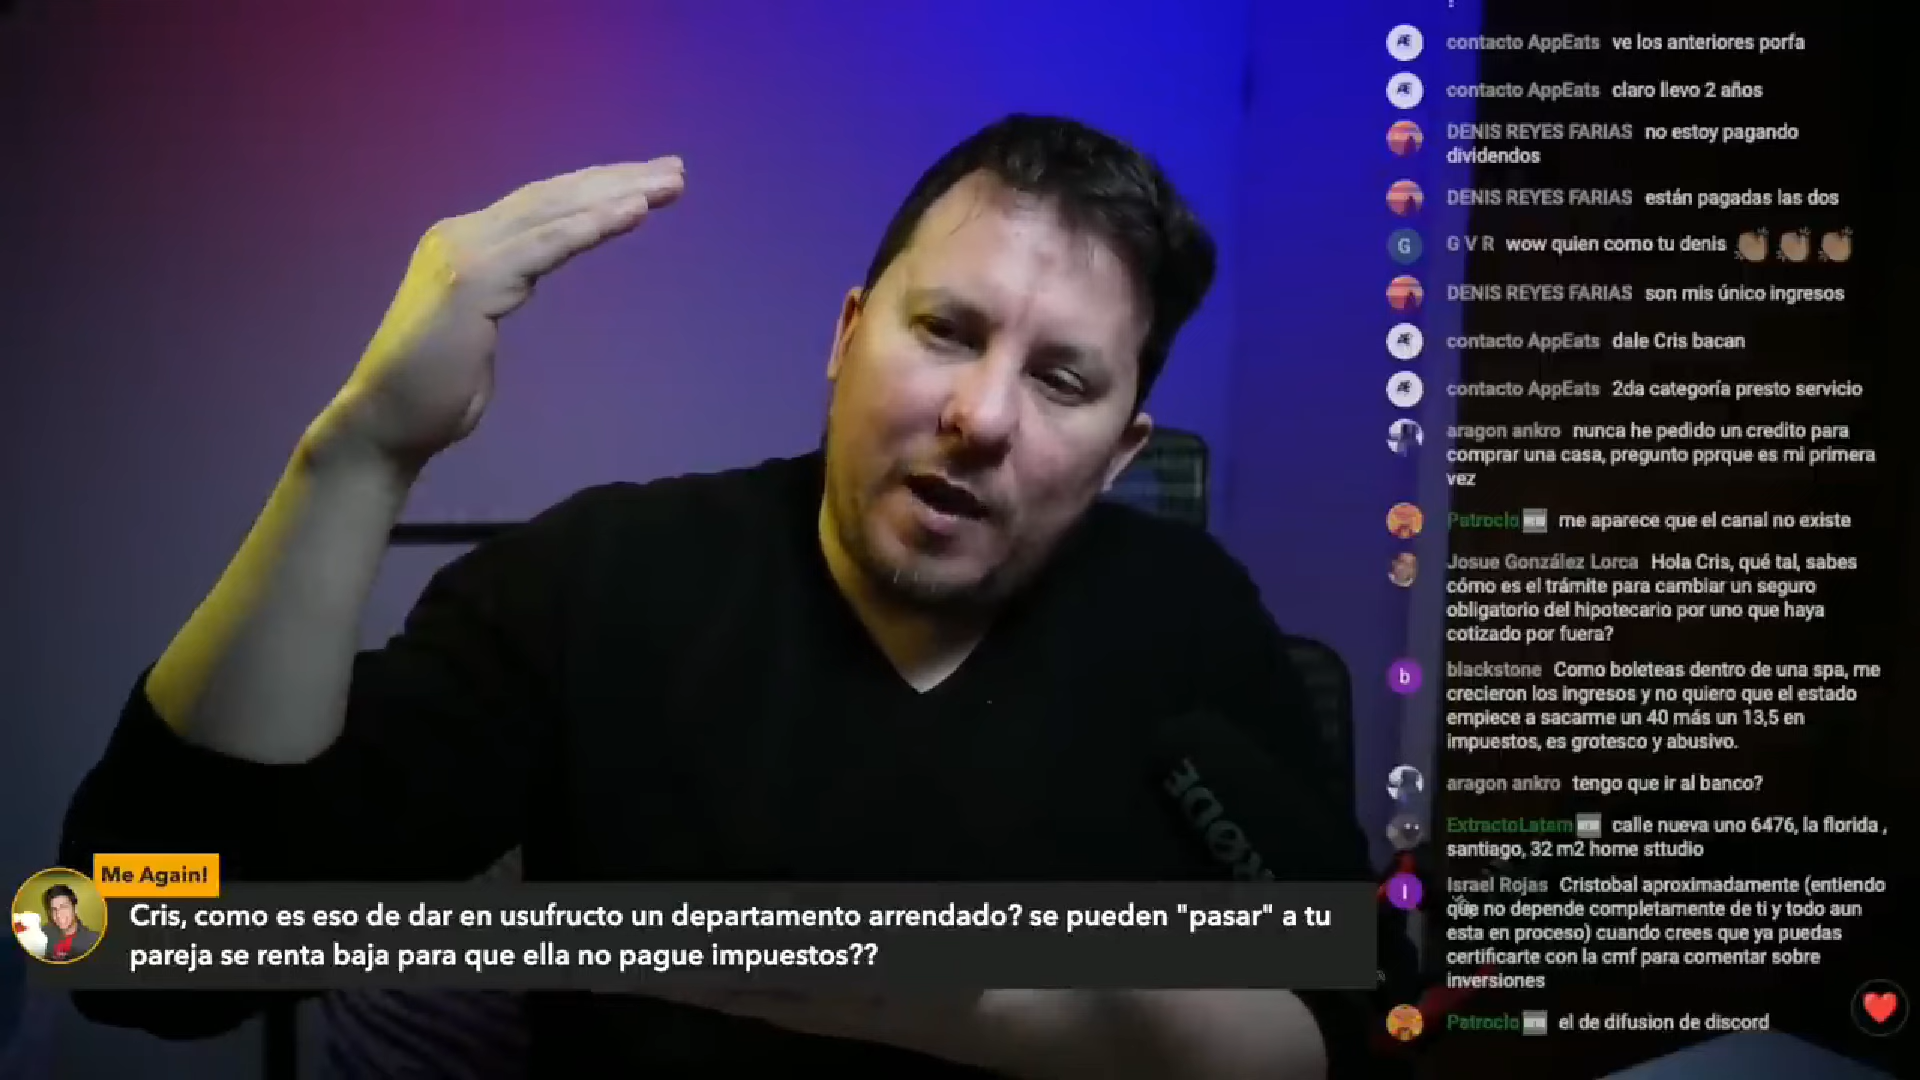 contacto AppEats ve los anteriores porfa
contacto AppEats claro llevo 2 años
DENIS REYES FARIAS no estoy pagando
dividendos
DENIS REYES FARIAS están pagadas las dos
G
G V R wow quien como tu denis
DENIS REYES FARIAS son mis único ingresos
contacto AppEats dale Cris bacan
contacto AppEats 2da categoría presto servicio
aragon ankro nunca he pedido un credito para
comprar una casa, pregunto pprque es mi primera
vez
Patroclo me aparece que el canal no existe
Josue González Lorca Hola Cris, qué tal, sabes
cómo es el trámite para cambiar un seguro
obligatorio del hipotecario por uno que haya
cotizado por fuera?
b
blackstone Como boleteas dentro de una spa, me
crecieron los ingresos y no quiero que el estado
empiece a sacarme un 40 más un 13,5 en
impuestos, es grotesco y abusivo.
aragon ankro tengo que ir al banco?
ExtractoLatam calle nueva uno 6476, la florida ,
santiago, 32 m2 home sttudio
I
Israel Rojas Cristobal aproximadamente (entiendo
que no depende completamente de ti y todo aun
esta en proceso) cuando crees que ya puedas
certificarte con la cmf para comentar sobre
inversiones
Patroclo el de difusion de discord
RODE
Me Again!
Cris, como es eso de dar en usufructo un departamento arrendado? se pueden "pasar" a tu
pareja se renta baja para que ella no pague impuestos??